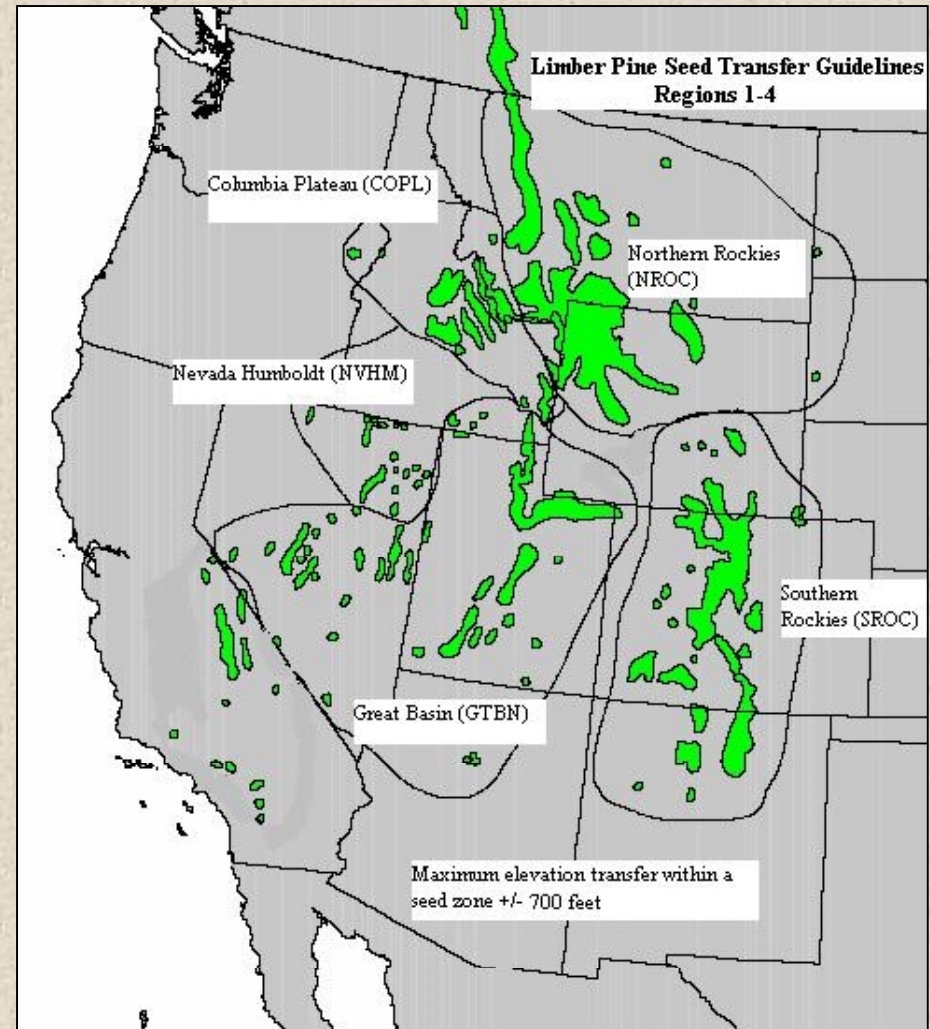 Limber Pine Seed Transfer Guidelines
Regions 1-4
Columbia Plateau (COPL)
Northern Rockies
(NROC)
Nevada Humboldt (NVHM)
Southern
Rockies (SROC)
Great Basin (GTBN)
Maximum elevation transfer within a
seed zone +/- 700 feet